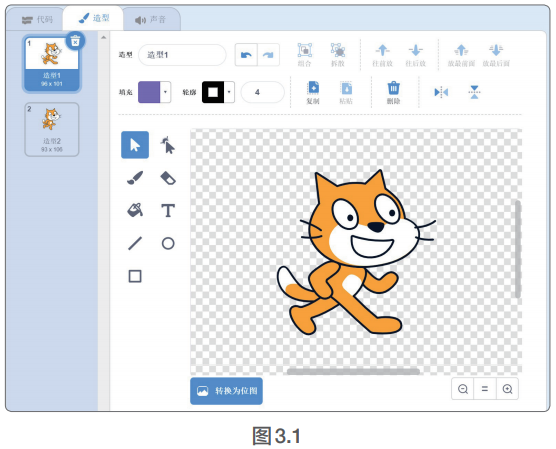 代码 造型 声音
1
造型1
96 x 101
2
造型2
93 x 106
造型 造型1 组合 拆散 往前放 往后放 放最前面 放最后面
填充 轮廓 4 复制 粘贴 删除
T
转换为位图
图3.1